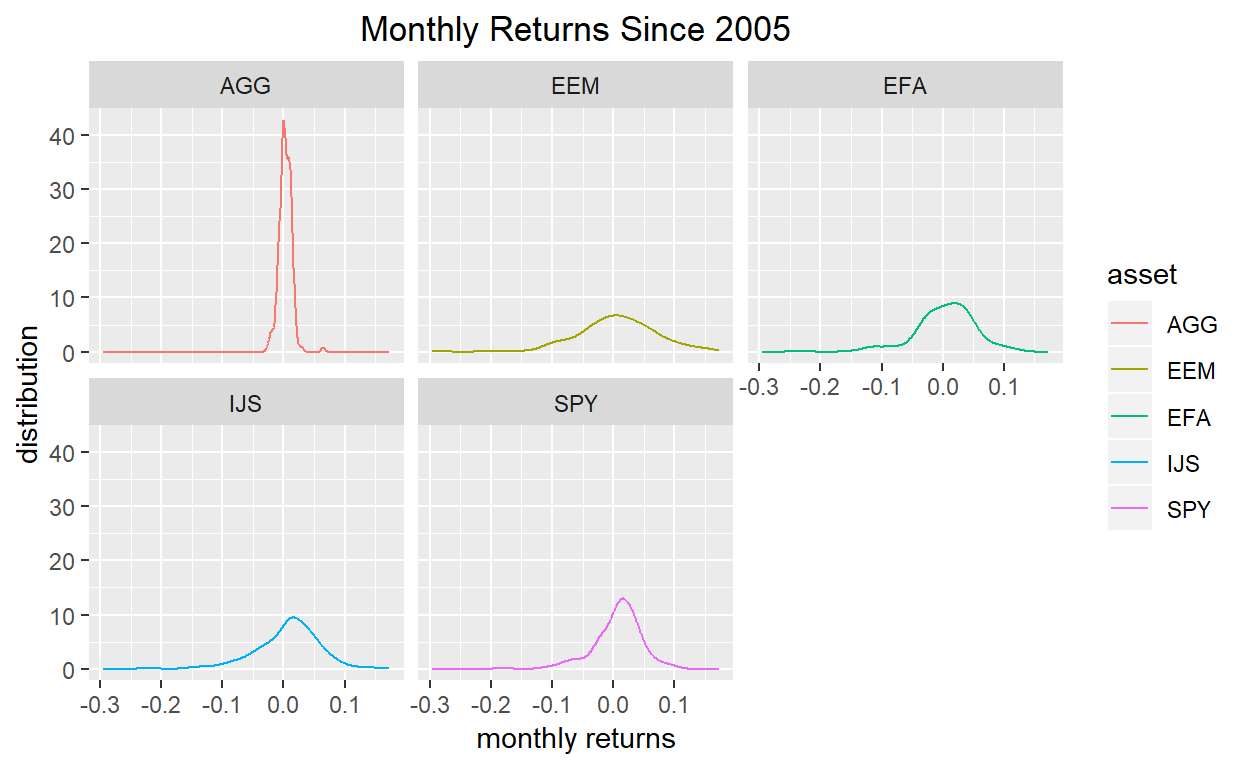 Monthly Returns Since 2005
AGG EEM EFA
40
30
20
10
0
-0.3 -0.2 -0.1 0.0 0.1
IJS SPY
40
30
20
10
0
-0.3 -0.2 -0.1 0.0 0.1 -0.3 -0.2 -0.1 0.0 0.1
monthly returns
distribution
asset
AGG
EEM
EFA
IJS
SPY